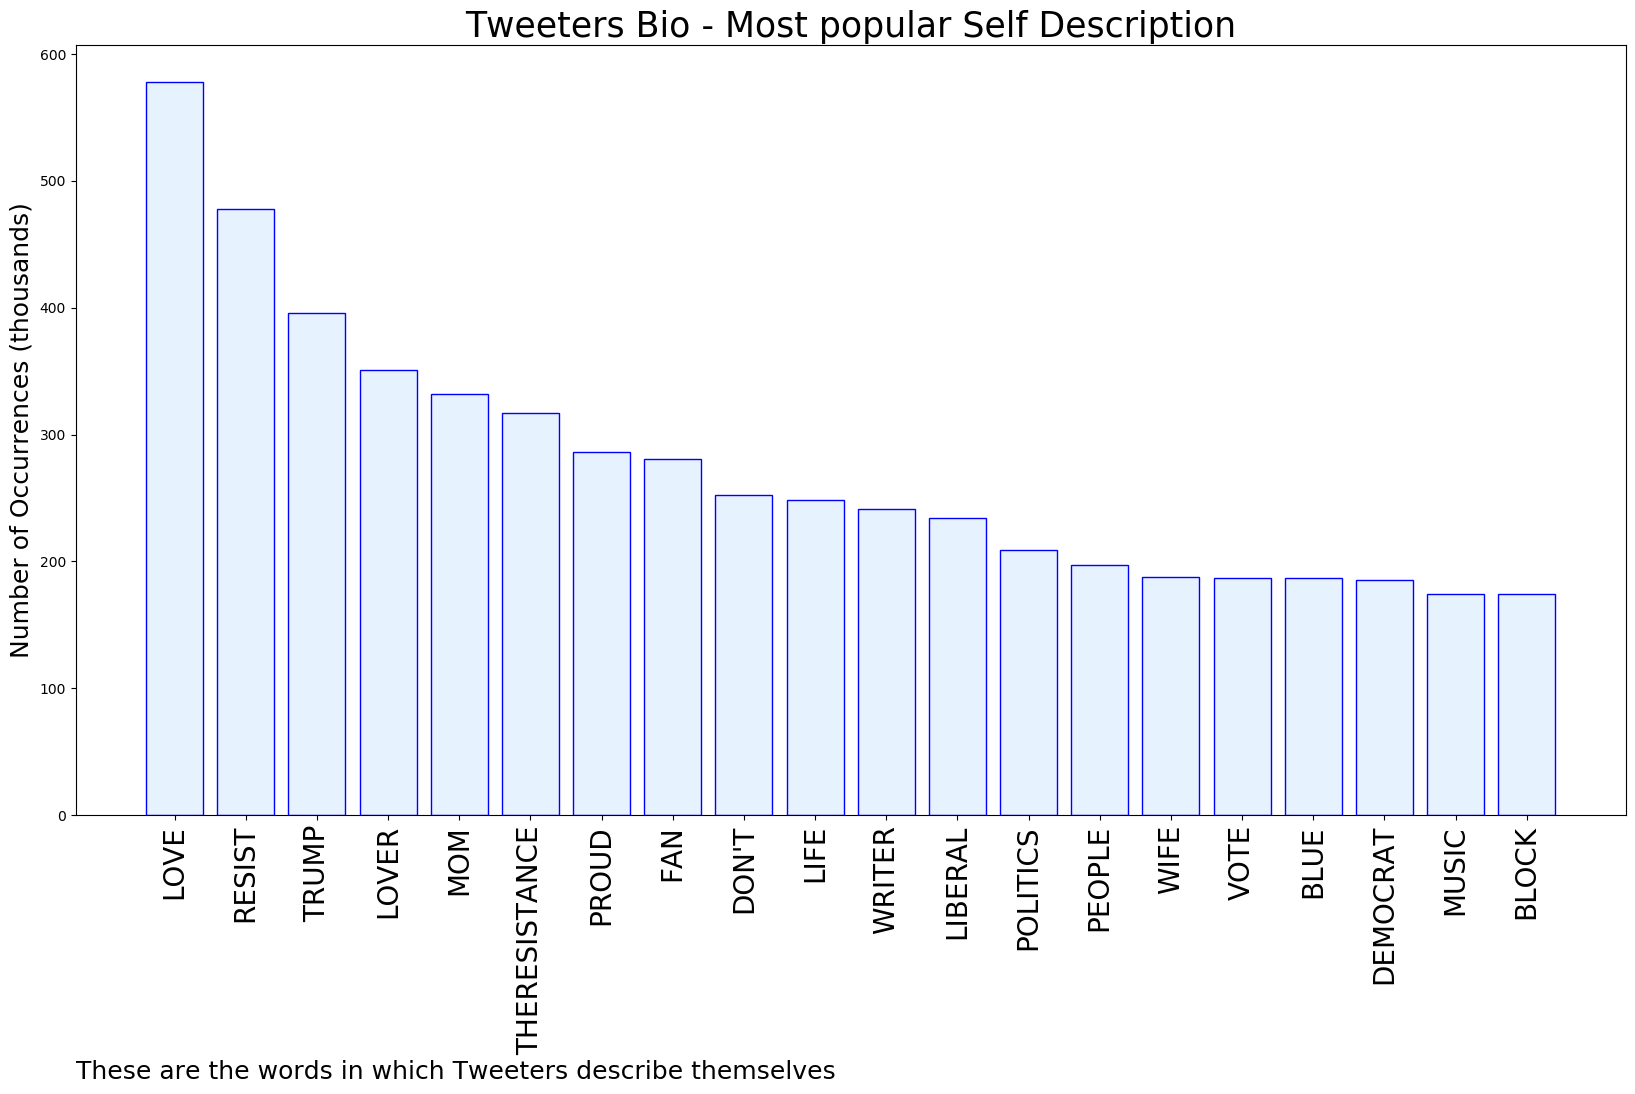 Tweeters Bio - Most popular Self Description
Number of Occurrences (thousands)
600
500
400
300
200
100
0
LOVE
RESIST
TRUMP
LOVER
MOM
THERESISTANCE
PROUD
FAN
DON'T
LIFE
WRITER
LIBERAL
POLITICS
PEOPLE
WIFE
VOTE
BLUE
DEMOCRAT
MUSIC
BLOCK
These are the words in which Tweeters describe themselves